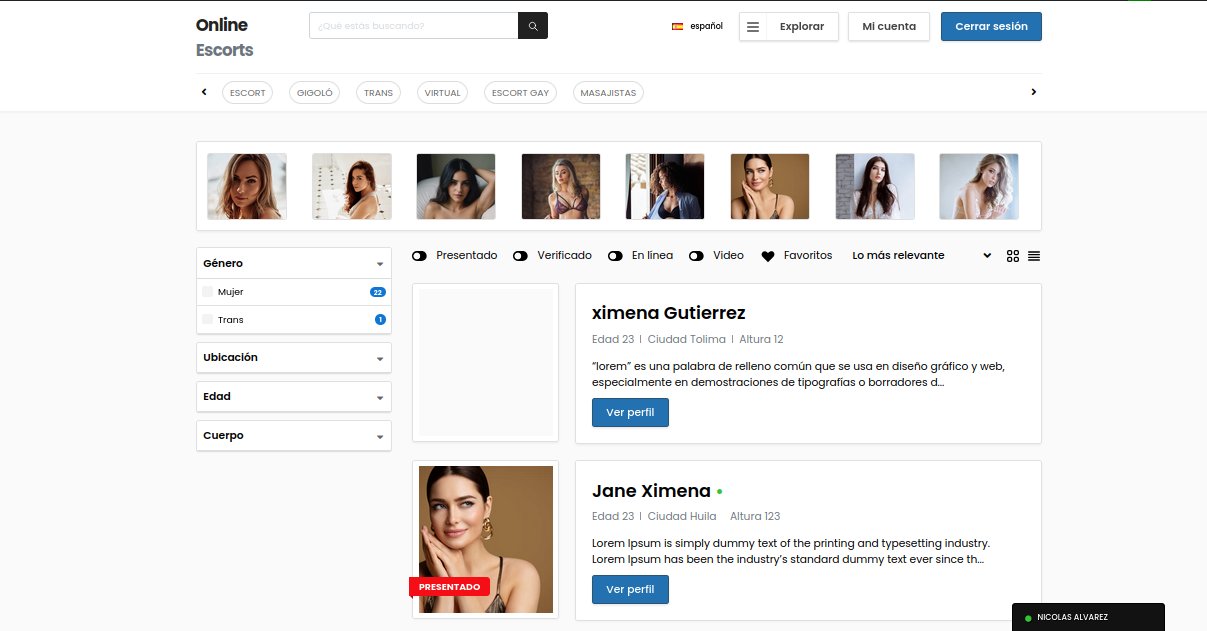 Online
Escorts
¿Qué estás buscando?
español
Explorar
Mi cuenta
Cerrar sesión
ESCORT
GIGOLÓ
TRANS
VIRTUAL
ESCORT GAY
MASAJISTAS
Género
Mujer 22
Trans 1
Ubicación
Edad
Cuerpo
Presentado
Verificado
En línea
Video
Favoritos
Lo más relevante
ximena Gutierrez
Edad 23 | Ciudad Tolima | Altura 12
“lorem” es una palabra de relleno común que se usa en diseño gráfico y web,
especialmente en demostraciones de tipografías o borradores d...
Ver perfil
PRESENTADO
Jane Ximena
Edad 23 | Ciudad Huila Altura 123
Lorem Ipsum is simply dummy text of the printing and typesetting industry.
Lorem Ipsum has been the industry’s standard dummy text ever since th...
Ver perfil
NICOLAS ALVAREZ